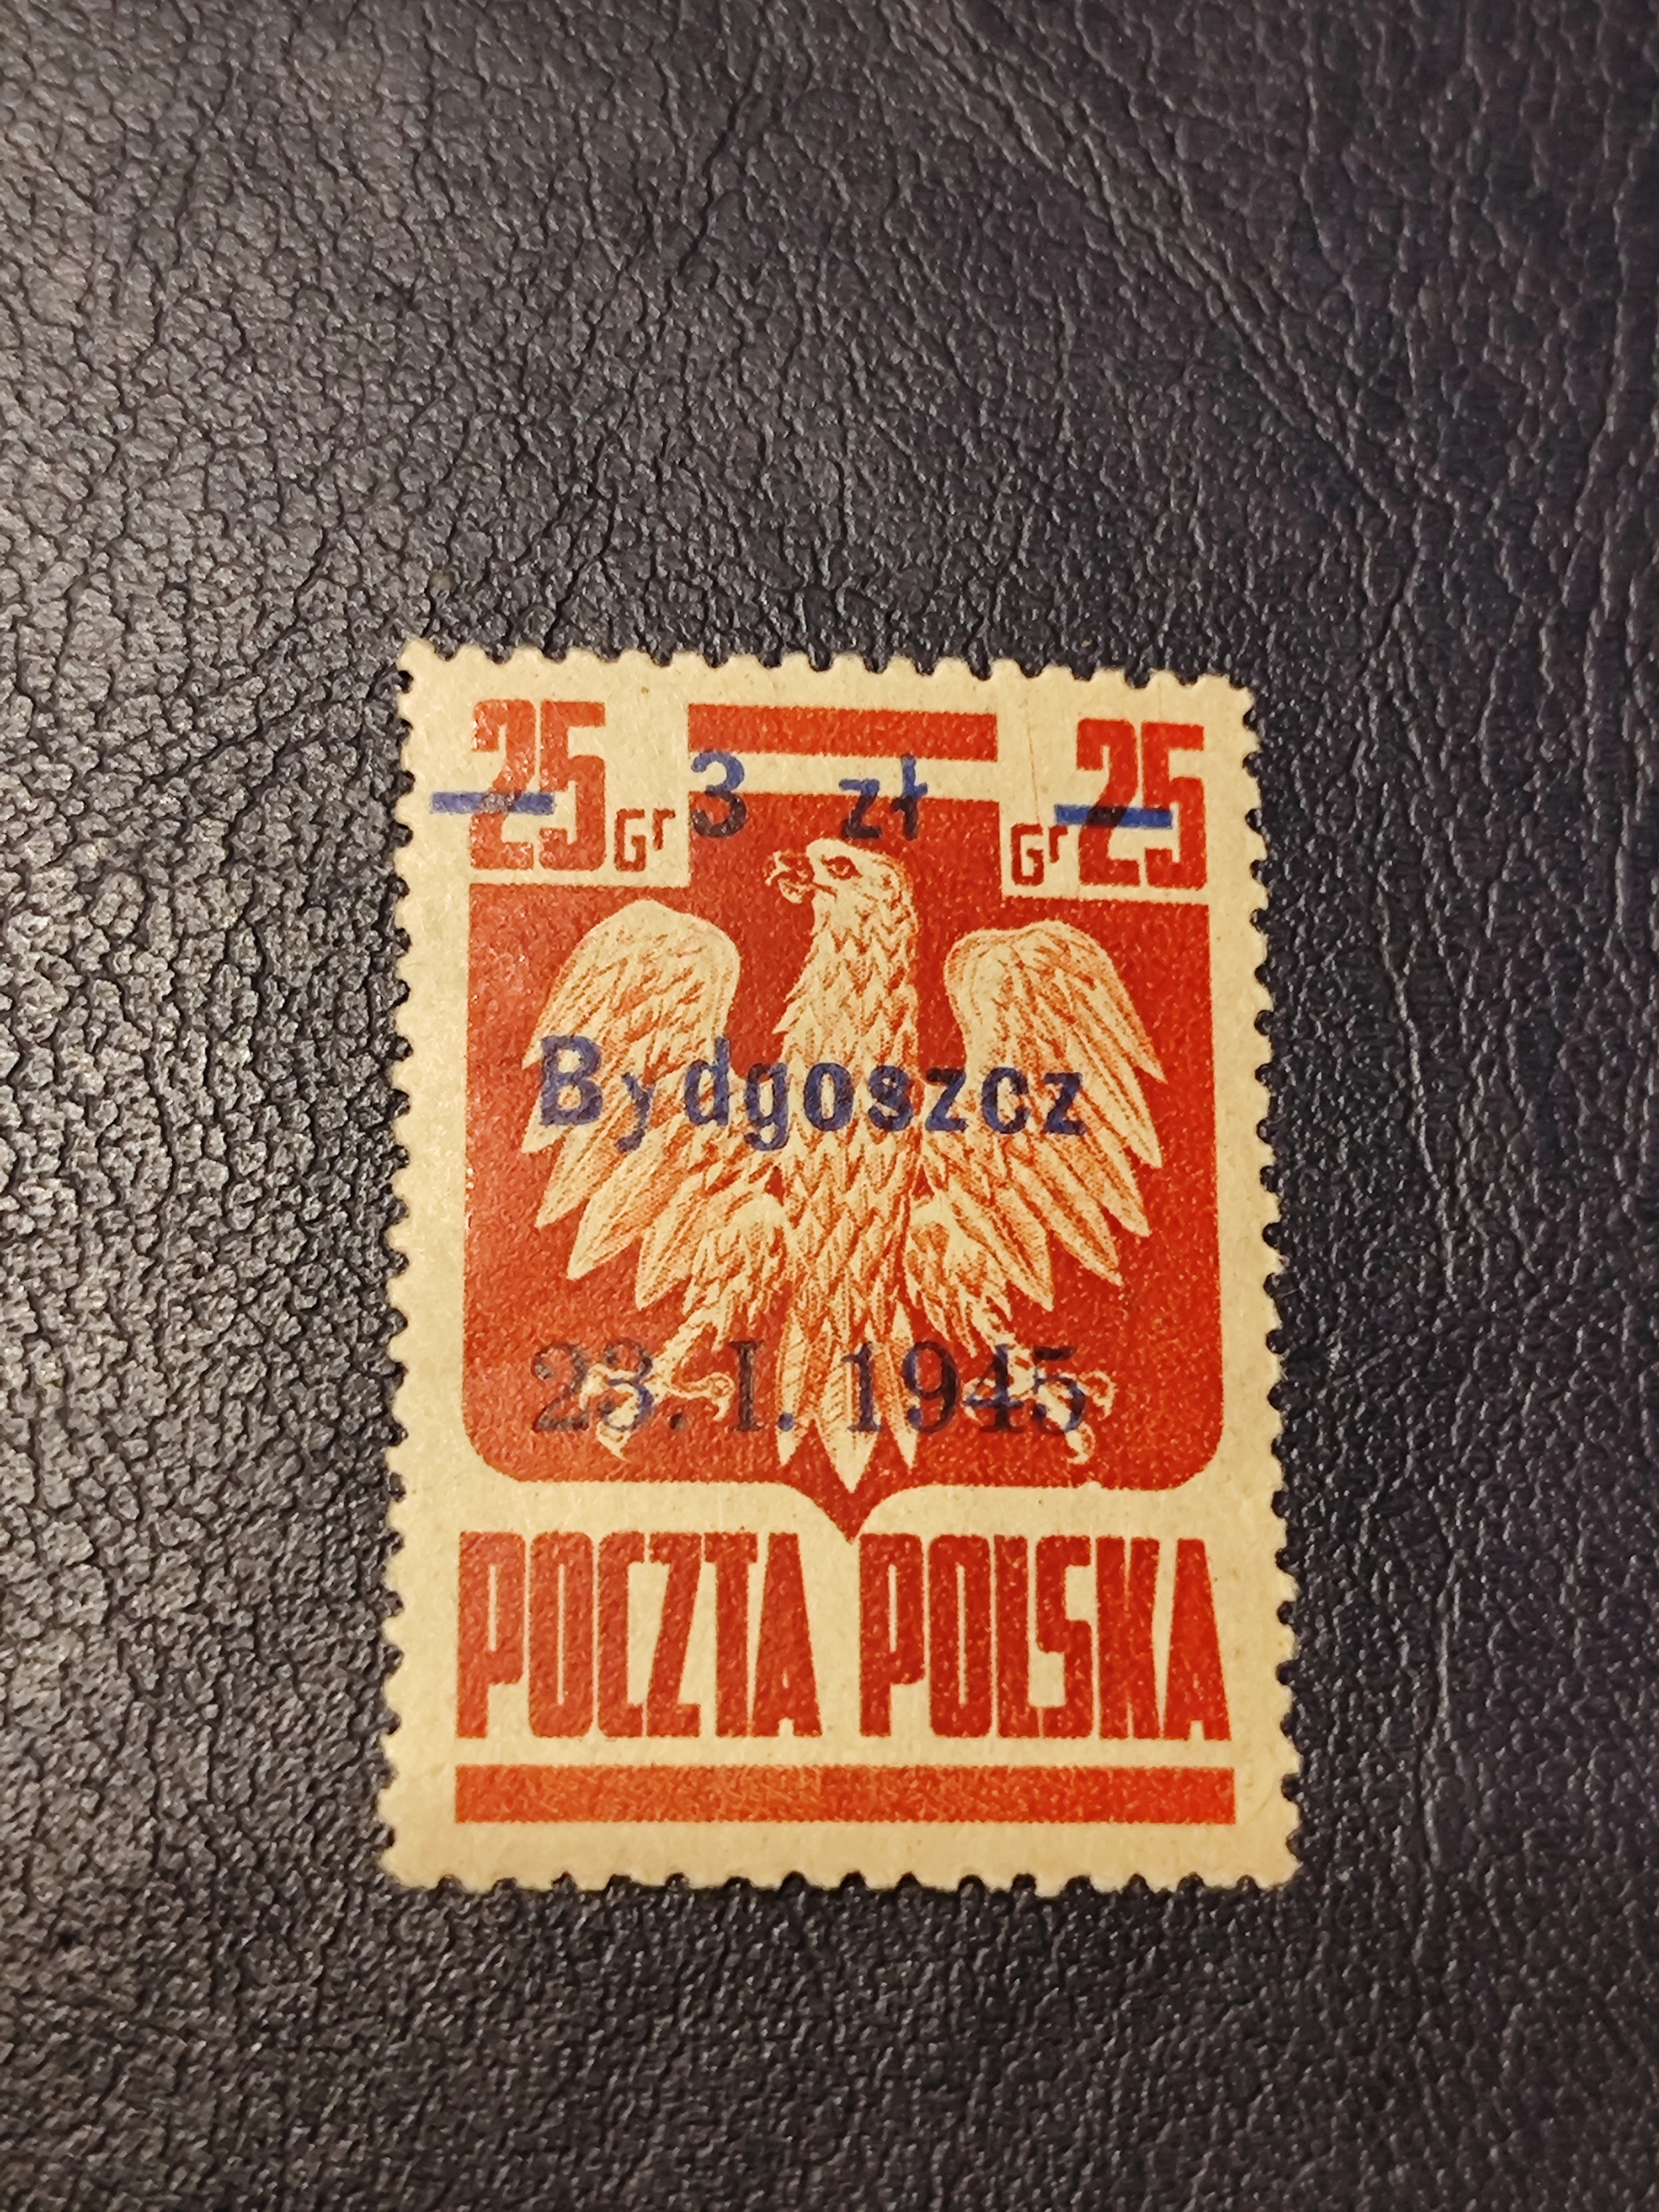 25 Gr 3 zł Gr 25
Bydgoszcz
23. I. 1945
POCZTA POLSKA